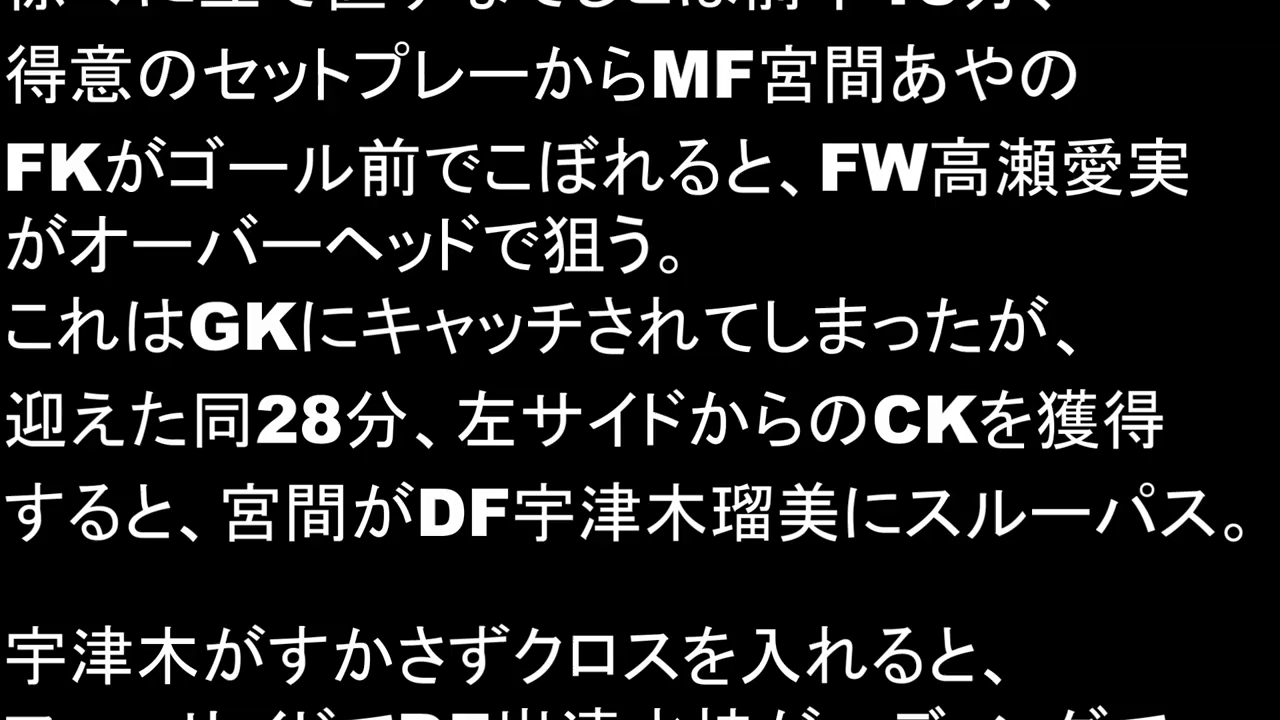 得意のセットプレーからMF宮間あやの
FKがゴール前でこぼれると、FW高瀬愛実
がオーバーヘッドで狙う。
これはGKにキャッチされてしまったが、
迎えた同28分、左サイドからのCKを獲得
すると、宮間がDF宇津木瑠美にスルーパス。
宇津木がすかさずクロスを入れると、